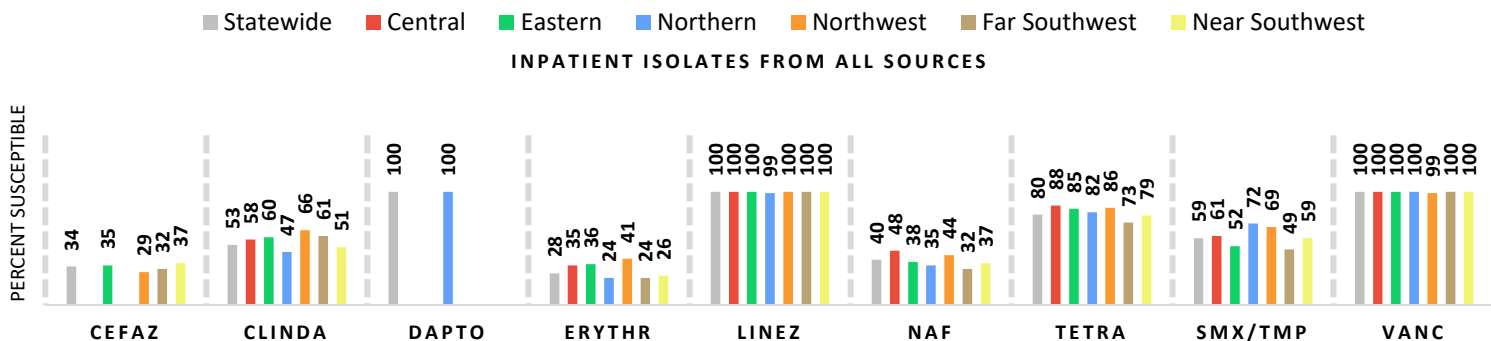 Statewide Central Eastern Northern Northwest Far Southwest Near Southwest
INPATIENT ISOLATES FROM ALL SOURCES
PERCENT SUSCEPTIBLE
34 35 29 32 37
53 58 60 47 66 61 51
100 100
28 35 36 24 41 24 26
100 100 100 99 100 100 100
40 48 38 35 44 32 37
80 88 85 82 86 73 79
59 61 52 72 69 49 59
100 100 100 100 99 100 100
CEFAZ CLINDA DAPTO ERYTHR LINEZ NAF TETRA SMX/TMP VANC